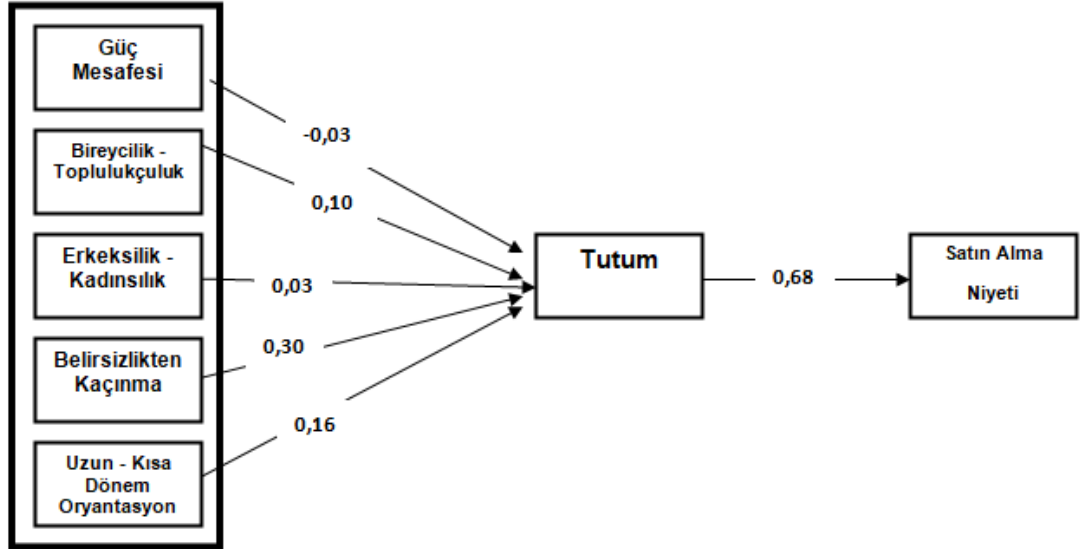 Güç
Mesafesi
-0,03
Bireycilik -
Toplulukçuluk
0,10
Erkeksilik -
Kadınsılık
0,03
Belirsizlikten
Kaçınma
0,30
Uzun - Kısa
Dönem
Oryantasyon
0,16
Tutum
0,68
Satın Alma
Niyeti